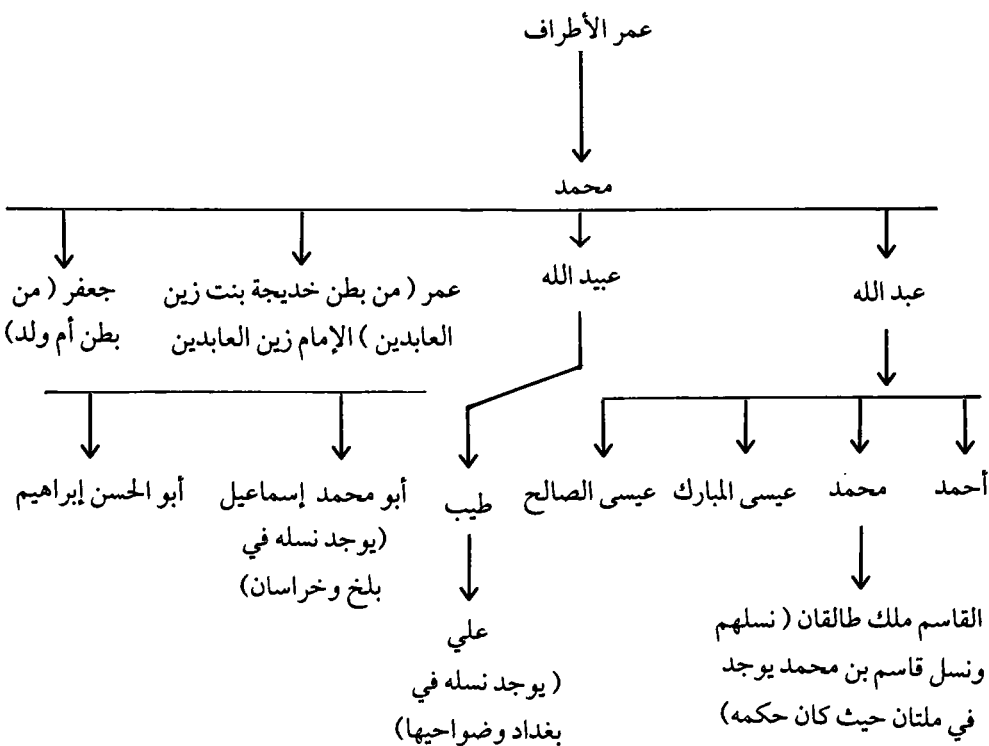 عمر الأطراف
محمد
عبد الله
عبيد الله
عمر ( من بطن خديجة بنت زين
العابدين ) الإمام زين العابدين
جعفر ( من
بطن أم ولد)
أحمد
محمد
عيسى المبارك
عيسى الصالح
طيب
أبو محمد إسماعيل
(يوجد نسله في
بلخ وخراسان)
أبو الحسن إبراهيم
القاسم ملك طالقان ( نسلهم
ونسل قاسم بن محمد يوجد
في ملتان حيث كان حكمه)
علي
( يوجد نسله في
بغداد وضواحيها)